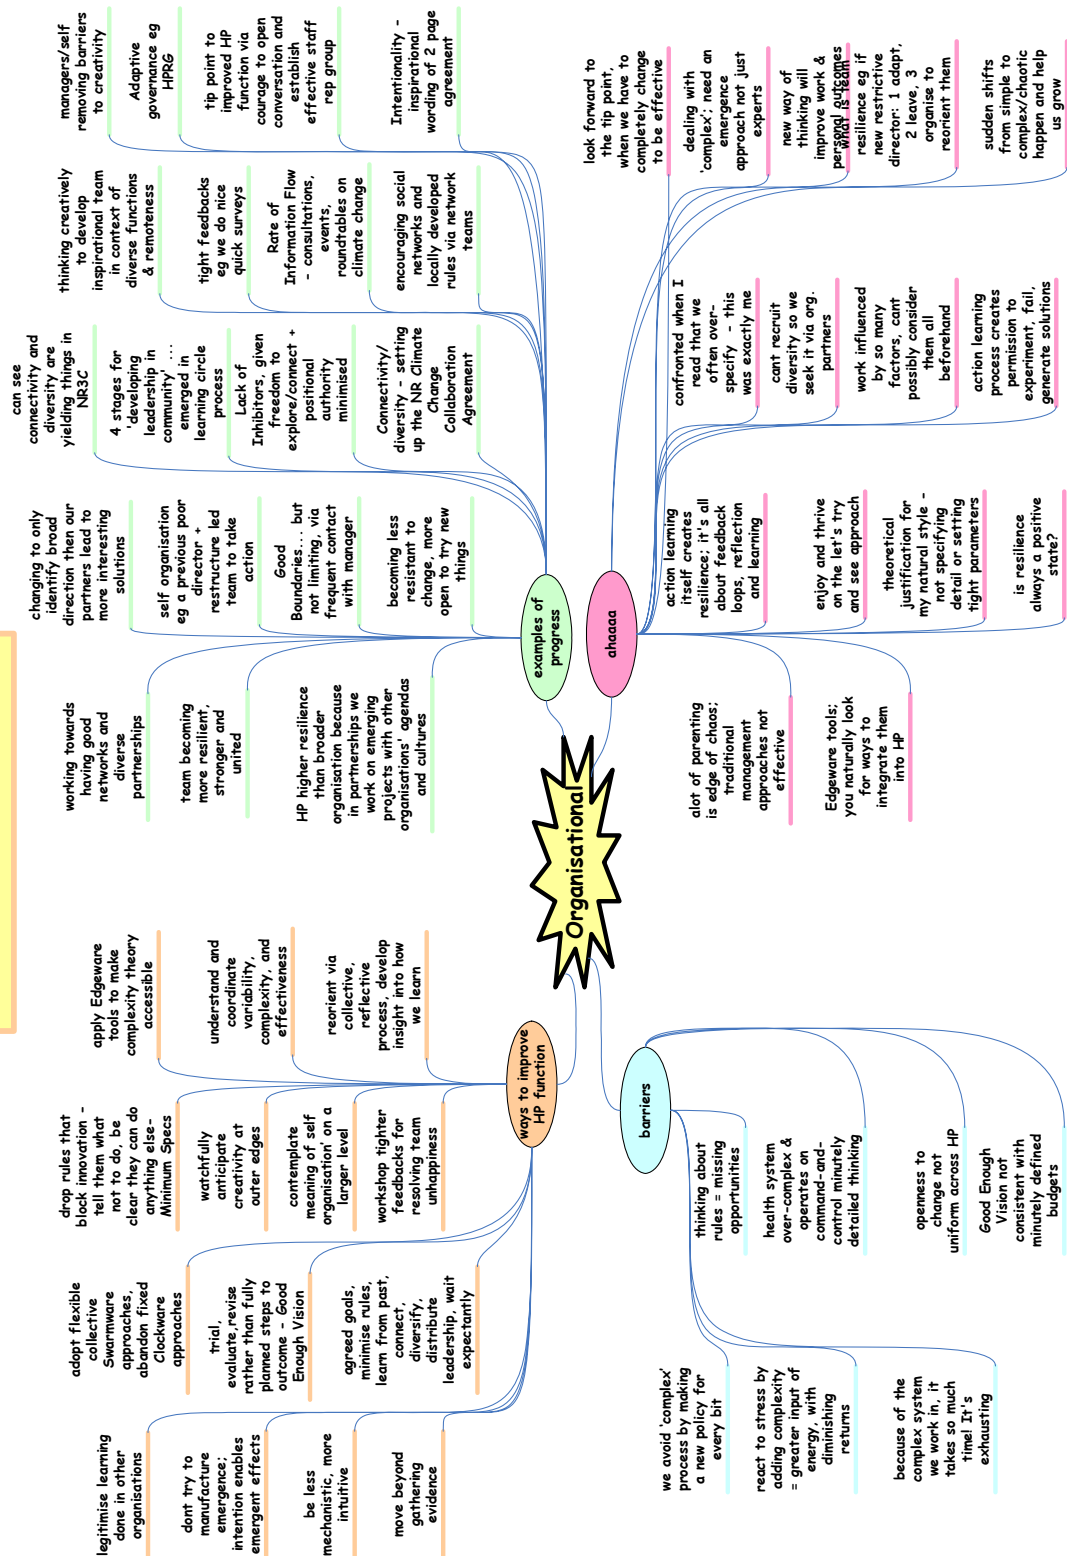 Organisational
examples of
progress
managers/self
removing barriers
to creativity
Adaptive
governance eg
HPRG
tip point to
improved HP
function via
courage to open
conversation and
establish
effective staff
rep group
Intentionality -
inspirational
wording of 2 page
agreement
thinking creatively
to develop
inspirational team
in context of
diverse functions
& remoteness
tight feedbacks
eg we do nice
quick surveys
Rate of
Information Flow
- consultations,
events,
roundtables on
climate change
encouraging social
networks and
locally developed
rules via network
teams
can see
connectivity and
diversity are
yielding things in
NR3C
4 stages for
'developing
leadership in
community' ...
emerged in
learning circle
process
Lack of
Inhibitors, given
freedom to
explore/connect +
positional
authority
minimised
Connectivity/
diversity - setting
up the NR Climate
Change
Collaboration
Agreement
changing to only
identify broad
direction then our
partners lead to
more interesting
solutions
self organisation
eg a previous poor
director +
restructure led
team to take
action
Good
Boundaries... but
not limiting, via
frequent contact
with manager
becoming less
resistant to
change, more
open to try new
things
working towards
having good
networks and
diverse
partnerships
team becoming
more resilient,
stronger and
united
HP higher resilience
than broader
organisation because
in partnerships we
work on emerging
projects with other
organisations' agendas
and cultures
ahaaaa
look forward to
the tip point,
when we have to
completely change
to be effective
dealing with
'complex'; need an
emergence
approach not just
experts
new way of
thinking will
improve work &
personal outcomes
what is team
resilience eg if
new restrictive
director: 1 adapt,
2 leave, 3
organise to
reorient them
sudden shifts
from simple to
complex/chaotic
happen and help
us grow
confronted when I
read that we
often over-
specify - this
was exactly me
cant recruit
diversity so we
seek it via org.
partners
work influenced
by so many
factors, cant
possibly consider
them all
beforehand
action learning
process creates
permission to
experiment, fail,
generate solutions
action learning
itself creates
resilience; it's all
about feedback
loops, reflection
and learning
enjoy and thrive
on the let's try
and see approach
theoretical
justification for
my natural style -
not specifying
detail or setting
tight parameters
is resilience
always a positive
state?
alot of parenting
is edge of chaos;
traditional
management
approaches not
effective
Edgeware tools;
you naturally look
for ways to
integrate them
into HP
ways to improve
HP function
apply Edgeware
tools to make
complexity theory
accessible
understand and
coordinate
variability,
complexity, and
effectiveness
reorient via
collective,
reflective
process, develop
insight into how
we learn
drop rules that
block innovation -
tell them what
not to do, be
clear they can do
anything else-
Minimum Specs
watchfully
anticipate
creativity at
outer edges
contemplate
meaning of self
organisation' on a
larger level
workshop tighter
feedbacks for
resolving team
unhappiness
adopt flexible
collective
Swarmware
approaches,
abandon fixed
Clockware
approaches
trial,
evaluate,revise
rather than fully
planned steps to
outcome - Good
Enough Vision
agreed goals,
minimise rules,
learn from past,
connect,
diversify,
distribute
leadership, wait
expectantly
legitimise learning
done in other
organisations
dont try to
manufacture
emergence;
intention enables
emergent effects
be less
mechanistic, more
intuitive
move beyond
gathering
evidence
barriers
thinking about
rules = missing
opportunities
health system
over-complex &
operates on
command-and-
control minutely
detailed thinking
openness to
change not
uniform across HP
Good Enough
Vision not
consistent with
minutely defined
budgets
we avoid 'complex'
process by making
a new policy for
every bit
react to stress by
adding complexity
= greater input of
energy, with
diminishing
returns
because of the
complex system
we work in, it
takes so much
time! It's
exhausting